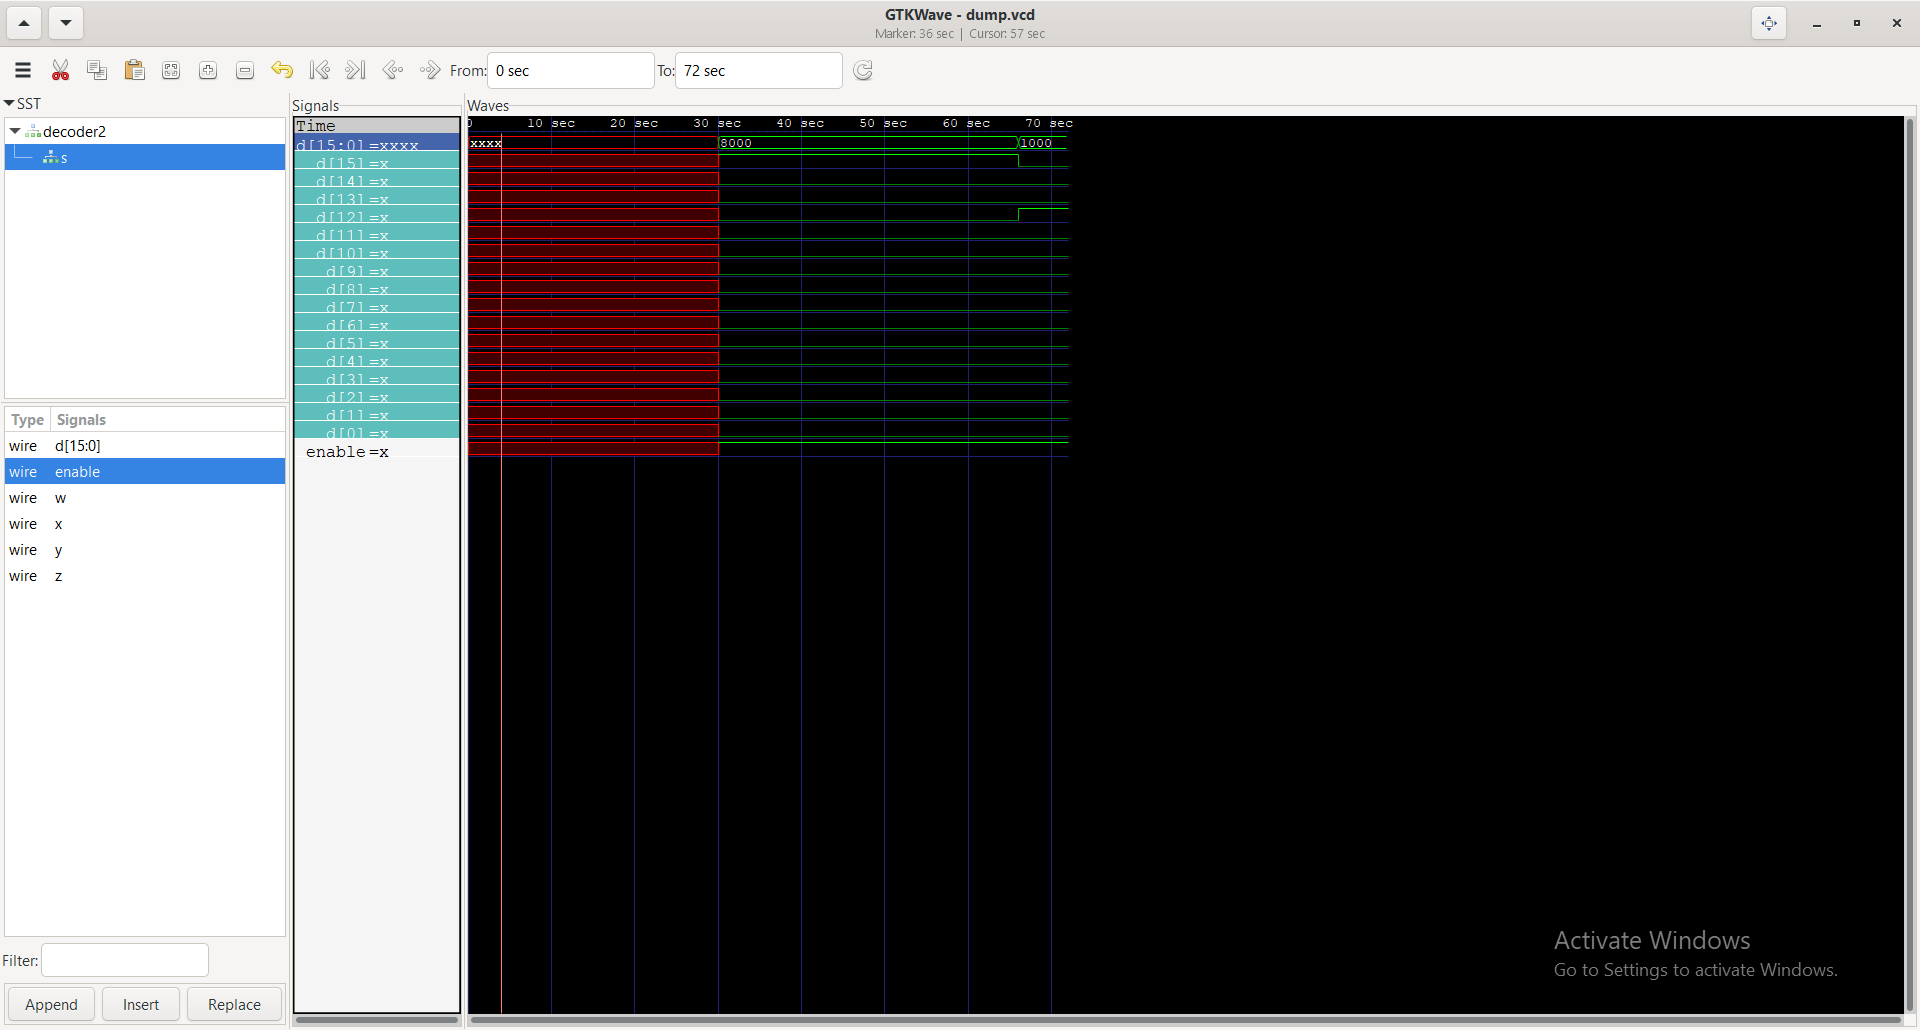 GTKWave - dump.vcd
Marker: 36 sec | Cursor: 57 sec
From: 0 sec To: 72 sec
SST
decoder2
s
Type Signals
wire d[15:0]
wire enable
wire w
wire x
wire y
wire z
Filter:
Append Insert Replace
Signals
Time
d[15:0]=xxxx
d[15]=x
d[14]=x
d[13]=x
d[12]=x
d[11]=x
d[10]=x
d[9]=x
d[8]=x
d[7]=x
d[6]=x
d[5]=x
d[4]=x
d[3]=x
d[2]=x
d[1]=x
d[0]=x
enable=x
Waves
0 10 sec 20 sec 30 sec 40 sec 50 sec 60 sec 70 sec
xxxx 8000 1000
Activate Windows
Go to Settings to activate Windows.